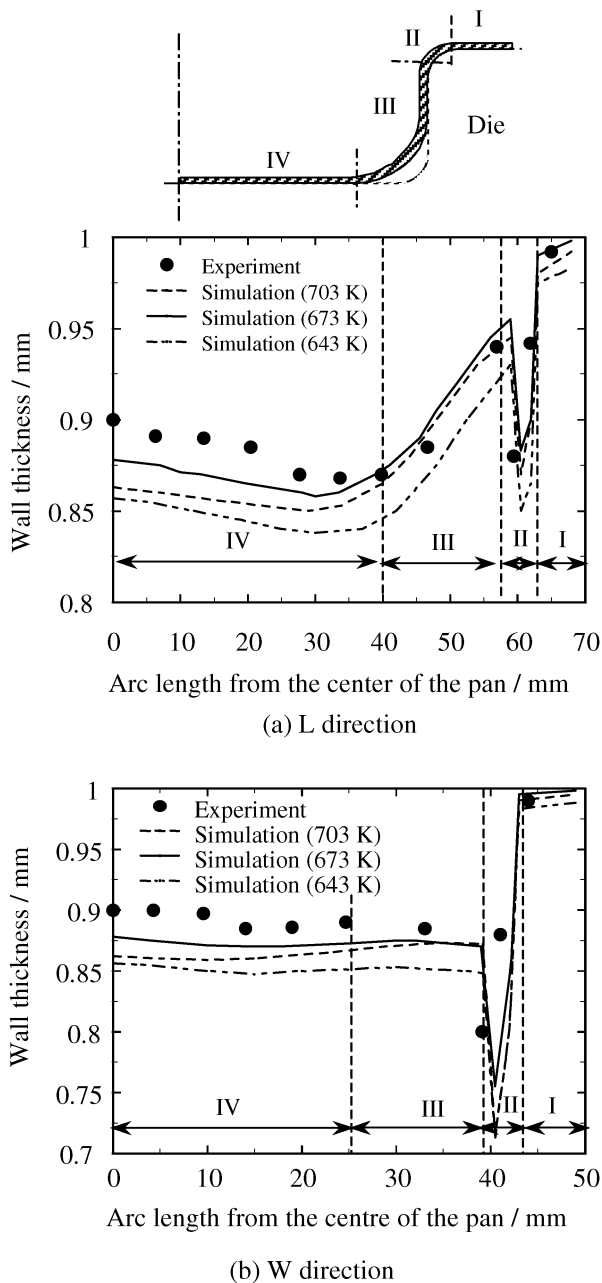 I
II
III
Die
IV
1
Experiment
Simulation (703 K)
Simulation (673 K)
Simulation (643 K)
0.95
0.9
0.85
0.8
Wall thickness / mm
IV
III
II
I
0 10 20 30 40 50 60 70
Arc length from the center of the pan / mm
(a) L direction
1
Experiment
Simulation (703 K)
Simulation (673 K)
Simulation (643 K)
0.95
0.9
0.85
0.8
0.75
0.7
Wall thickness / mm
IV
III
II
I
0 10 20 30 40 50
Arc length from the centre of the pan / mm
(b) W direction